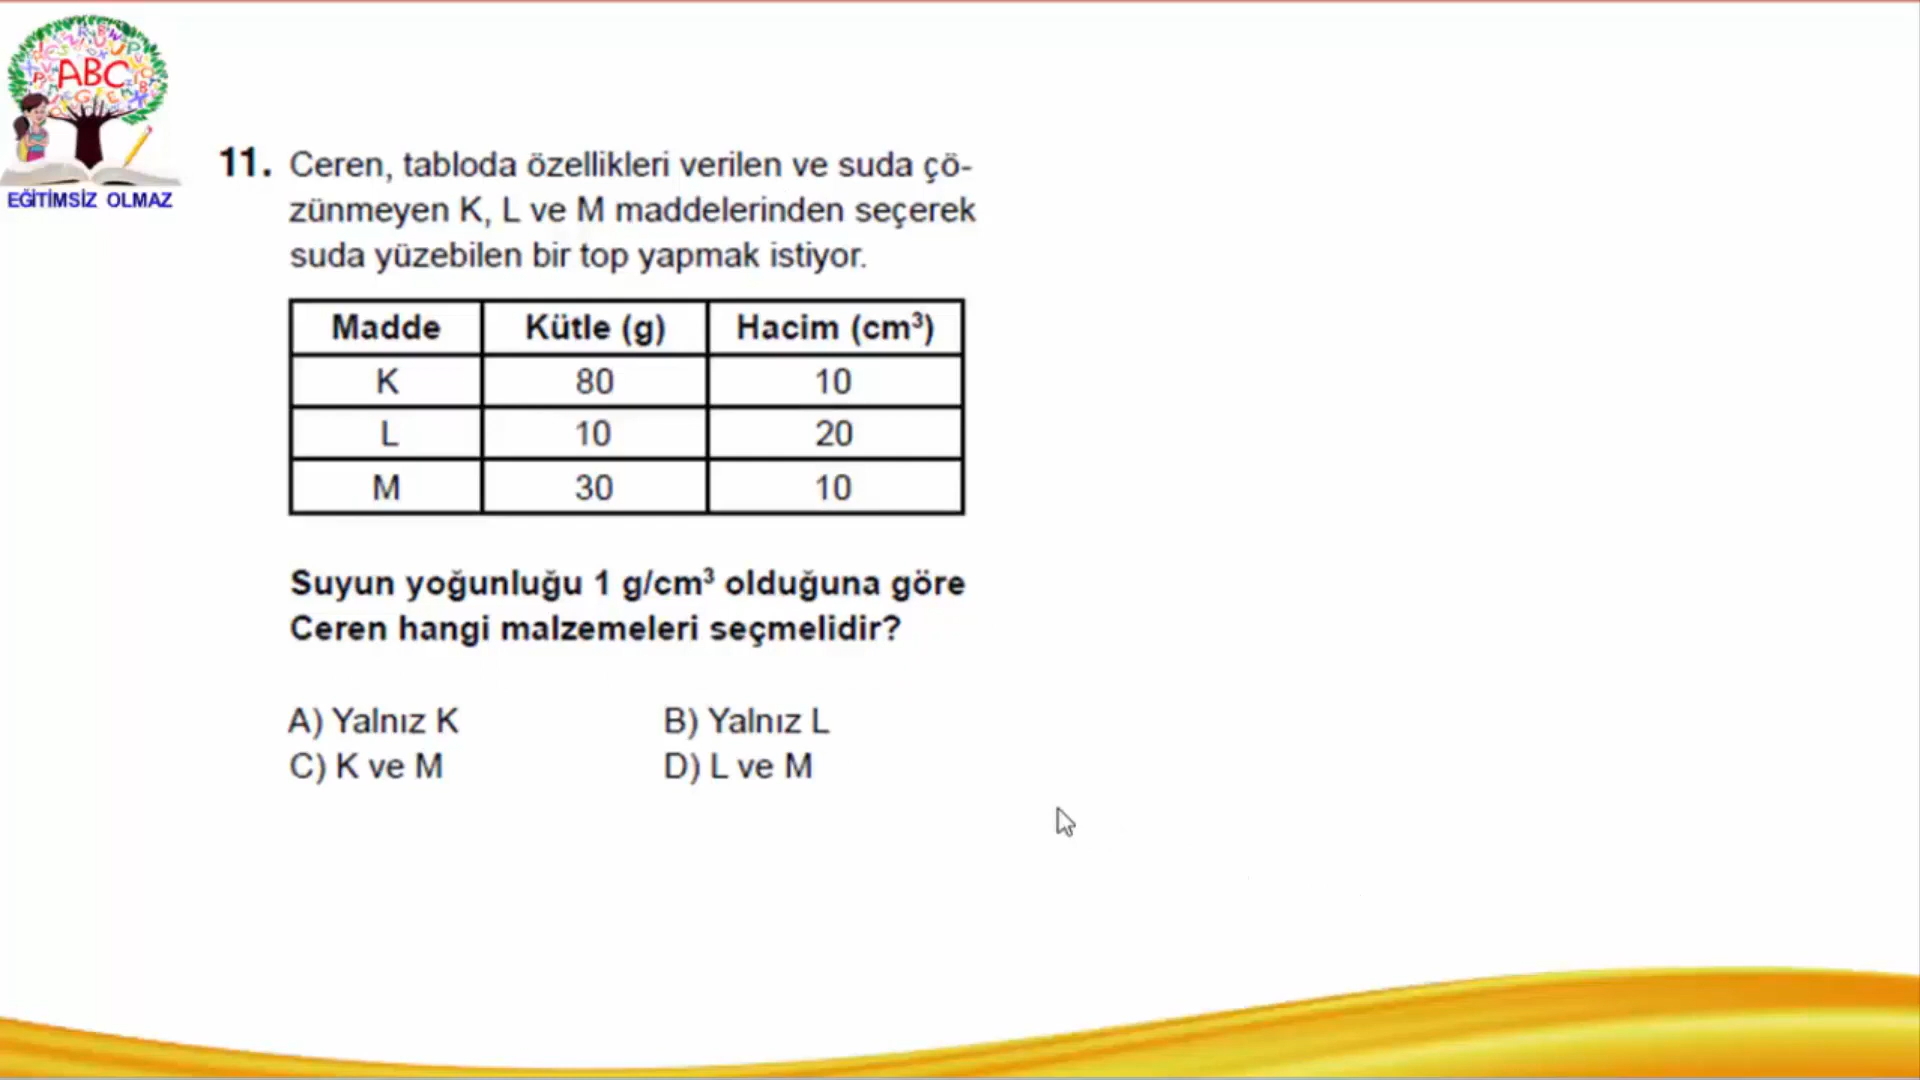 ABC
EĞİTİMSİZ OLMAZ
11. Ceren, tabloda özellikleri verilen ve suda çö-
zünmeyen K, L ve M maddelerinden seçerek
suda yüzebilen bir top yapmak istiyor.
Madde Kütle (g) Hacim (cm³)
K 80 10
L 10 20
M 30 10
Suyun yoğunluğu 1 g/cm³ olduğuna göre
Ceren hangi malzemeleri seçmelidir?
A) Yalnız K B) Yalnız L
C) K ve M D) L ve M